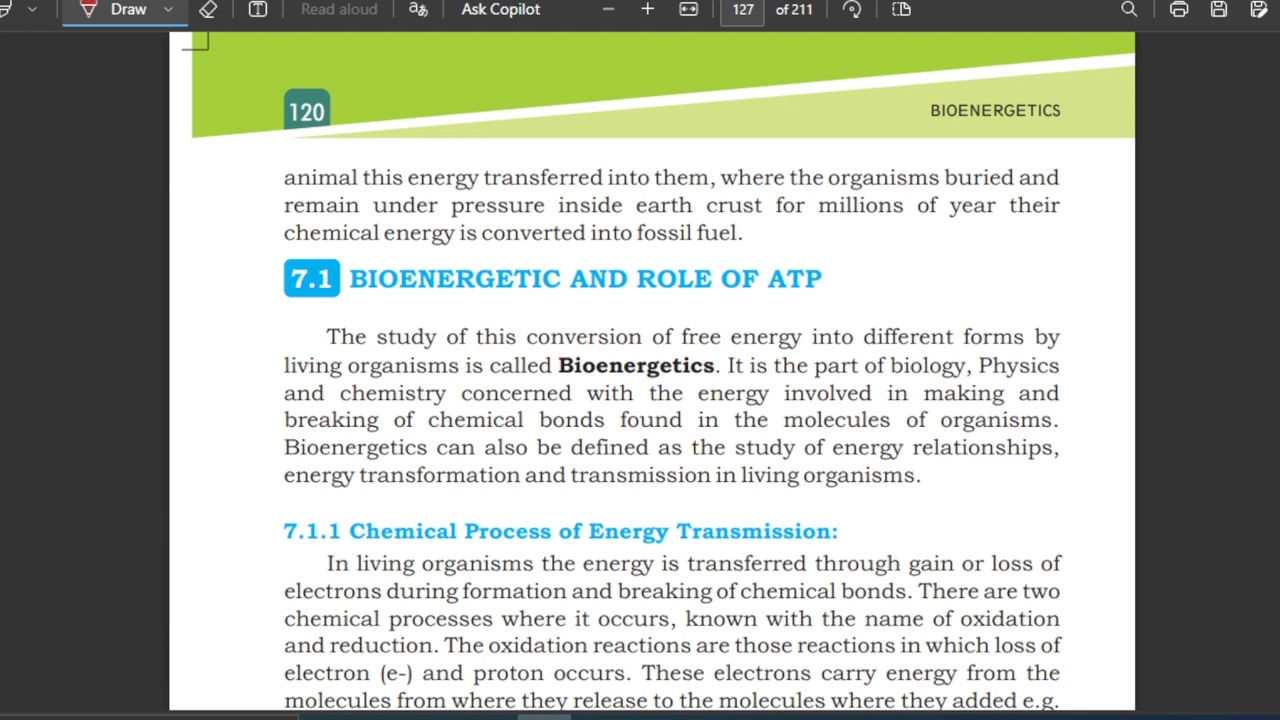 Draw
Read aloud
Ask Copilot
127 of 211
120
BIOENERGETICS
animal this energy transferred into them, where the organisms buried and
remain under pressure inside earth crust for millions of year their
chemical energy is converted into fossil fuel.
7.1 BIOENERGETIC AND ROLE OF ATP
The study of this conversion of free energy into different forms by
living organisms is called Bioenergetics. It is the part of biology, Physics
and chemistry concerned with the energy involved in making and
breaking of chemical bonds found in the molecules of organisms.
Bioenergetics can also be defined as the study of energy relationships,
energy transformation and transmission in living organisms.
7.1.1 Chemical Process of Energy Transmission:
In living organisms the energy is transferred through gain or loss of
electrons during formation and breaking of chemical bonds. There are two
chemical processes where it occurs, known with the name of oxidation
and reduction. The oxidation reactions are those reactions in which loss of
electron (e-) and proton occurs. These electrons carry energy from the
molecules from where they release to the molecules where they added e.g.